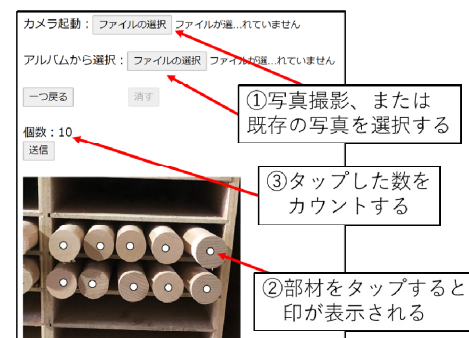 カメラ起動：ファイルの選択 ファイルが選...れていません
アルバムから選択：ファイルの選択 ファイルが選...れていません
一つ戻る 消す
①写真撮影、または
既存の写真を選択する
個数：10
送信
③タップした数を
カウントする
②部材をタップすると
印が表示される